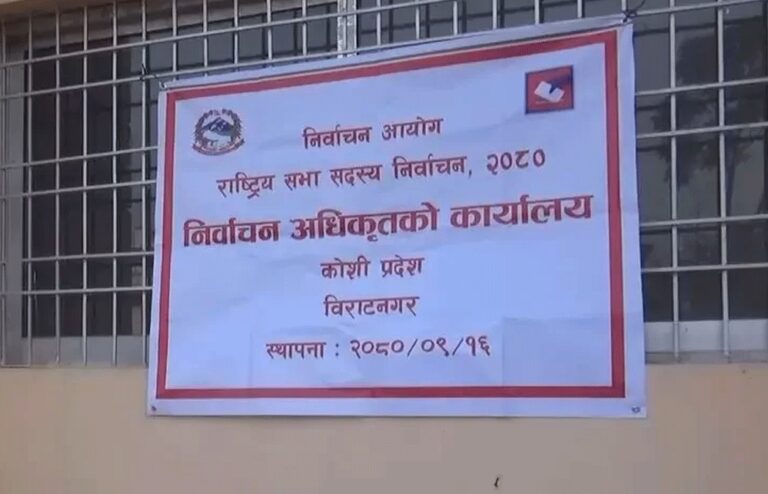 निर्वाचन आयोग
राष्ट्रिय सभा सदस्य निर्वाचन, २०८०
निर्वाचन अधिकृतको कार्यालय
कोशी प्रदेश
विराटनगर
स्थापना : २०८०/०९/१६